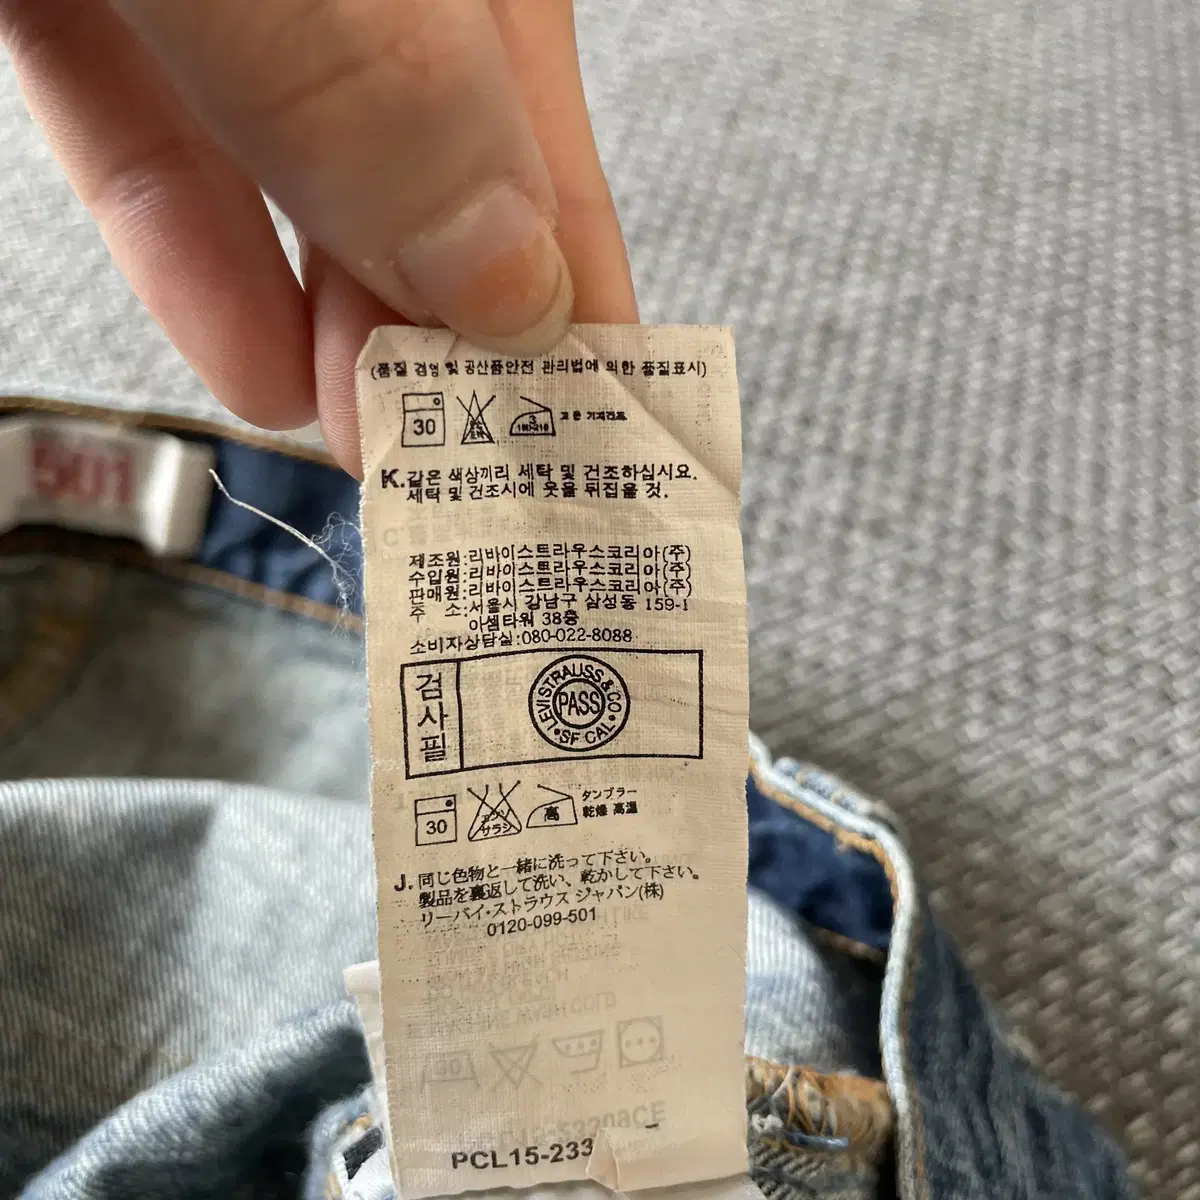 (품질 경영 및 공산품안전 관리법에 의한 품질표시)
30
3
K.같은 색상끼리 세탁 및 건조하십시요.
세탁 및 건조시에 옷을 뒤집을 것.
제조원:리바이스트라우스코리아(주)
수입원:리바이스트라우스코리아(주)
판매원:리바이스트라우스코리아(주)
주 소:서울시 강남구 삼성동 159-1
아셈타워 38층
소비자상담실:080-022-8088
검사필
LEVI STRAUSS & CO
PASS
SF CAL
30
エンソ
サラシ
高
タンブラー
乾燥 高温
J. 同じ色物と一緒に洗って下さい。
製品を裏返して洗い、乾かして下さい。
リーバイ・ストラウス ジャパン(株)
0120-099-501
PCL15-233
501